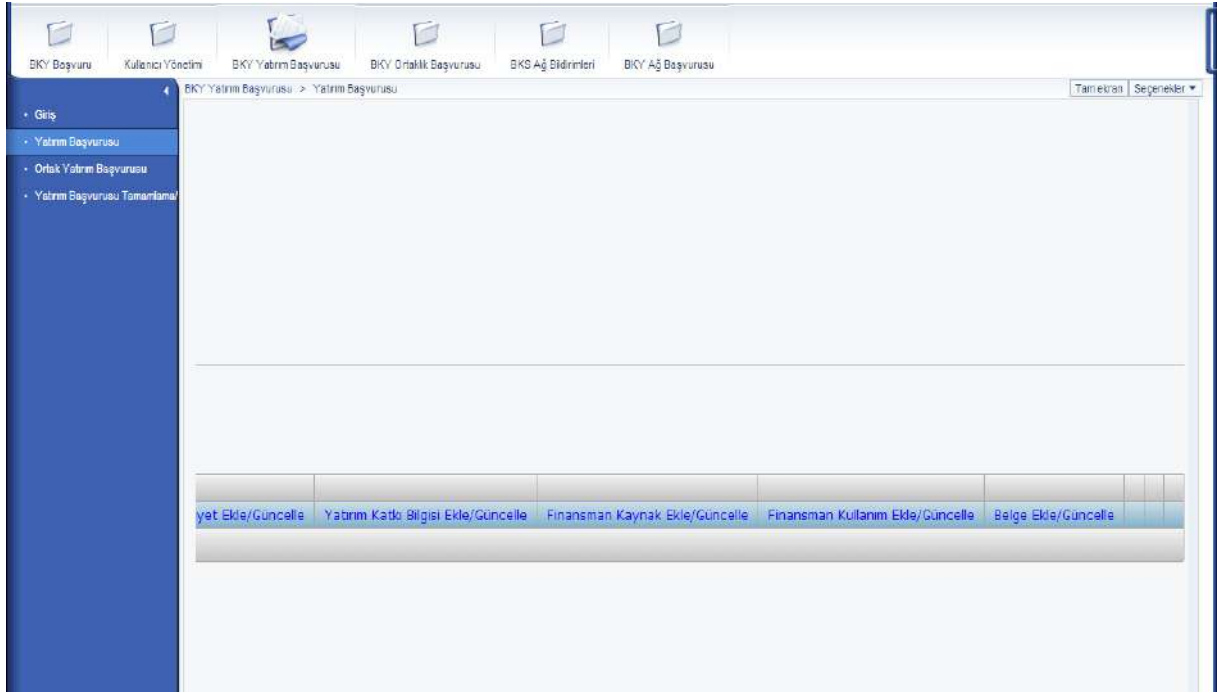 BKY Başvuru Kullanıcı Yönetimi BKY Yatırım Başvurusu BKY Ortaklık Başvurusu BKS Ağ Bildirimleri BKY Ağ Başvurusu
BKY Yatırım Başvurusu > Yatırım Başvurusu Tam ekran Seçenekler
Giriş
Yatırım Başvurusu
Ortak Yatırım Başvurusu
Yatırım Başvurusu Tamamlama/
yet Ekle/Güncelle Yatırım Katkı Bilgisi Ekle/Güncelle Finansman Kaynak Ekle/Güncelle Finansman Kullanım Ekle/Güncelle Belge Ekle/Güncelle